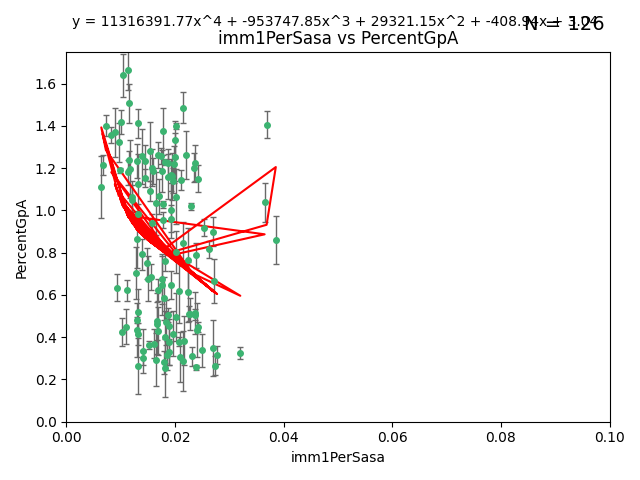 y = 11316391.77x^4 + -953747.85x^3 + 29321.15x^2 + -408.94x + 3.04
N = 126
imm1PerSasa vs PercentGpA
PercentGpA
1.6
1.4
1.2
1.0
0.8
0.6
0.4
0.2
0.0
0.00 0.02 0.04 0.06 0.08 0.10
imm1PerSasa